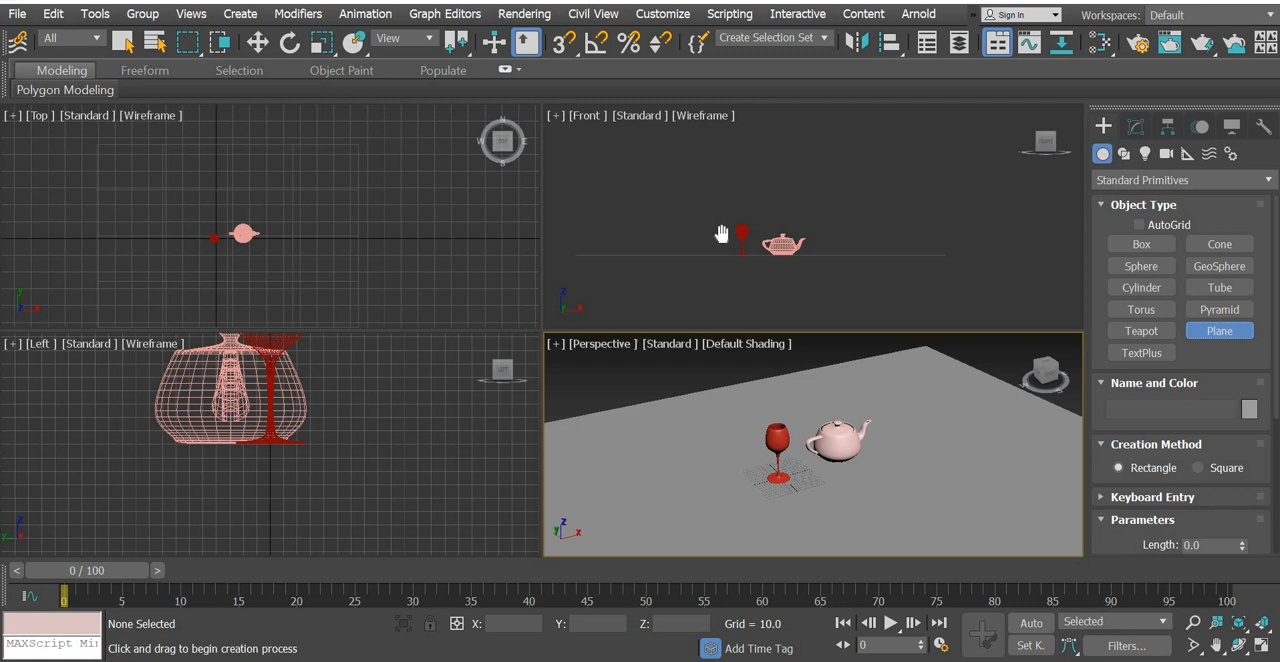 File Edit Tools Group Views Create Modifiers Animation Graph Editors Rendering Civil View Customize Scripting Interactive Content Arnold » Sign In Workspaces: Default
All View Create Selection Set
Modeling Freeform Selection Object Paint Populate
Polygon Modeling
[+] [Top] [Standard] [Wireframe]
[+] [Front] [Standard] [Wireframe]
Standard Primitives
Object Type
AutoGrid
Box Cone
Sphere GeoSphere
Cylinder Tube
Torus Pyramid
Teapot Plane
TextPlus
[+] [Left] [Standard] [Wireframe]
[+] [Perspective] [Standard] [Default Shading]
Name and Color
Creation Method
Rectangle Square
Keyboard Entry
Parameters
Length: 0.0
< 0 / 100 >
0 5 10 15 20 25 30 35 40 45 50 55 60 65 70 75 80 85 90 95 100
None Selected X: Y: Z: Grid = 10.0 Auto Selected
MAXScript Mi Click and drag to begin creation process Add Time Tag 0 Set K. Filters...